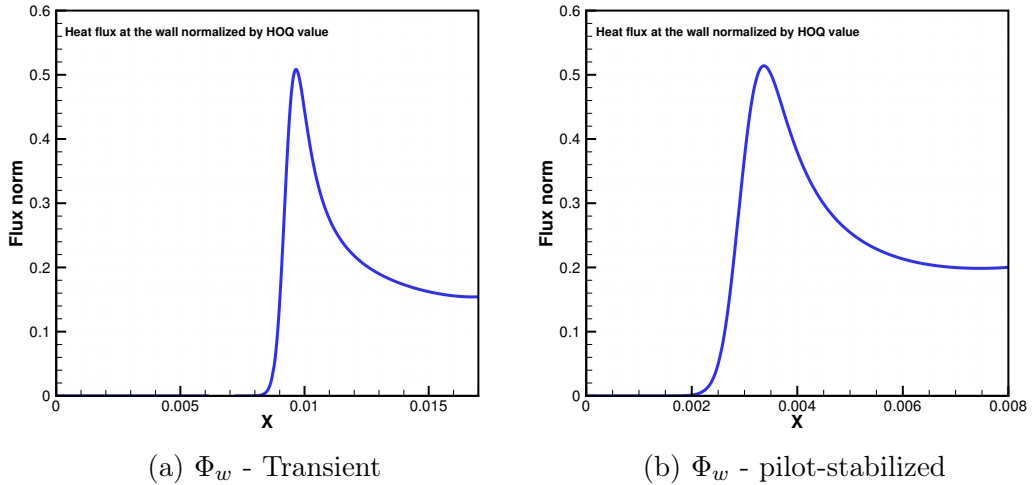 0.6
Heat flux at the wall normalized by HOQ value
0.5
0.4
0.3
0.2
0.1
0
Flux norm
0 0.005 0.01 0.015
X
(a) Φ_w - Transient
0.6
Heat flux at the wall normalized by HOQ value
0.5
0.4
0.3
0.2
0.1
0
Flux norm
0 0.002 0.004 0.006 0.008
X
(b) Φ_w - pilot-stabilized